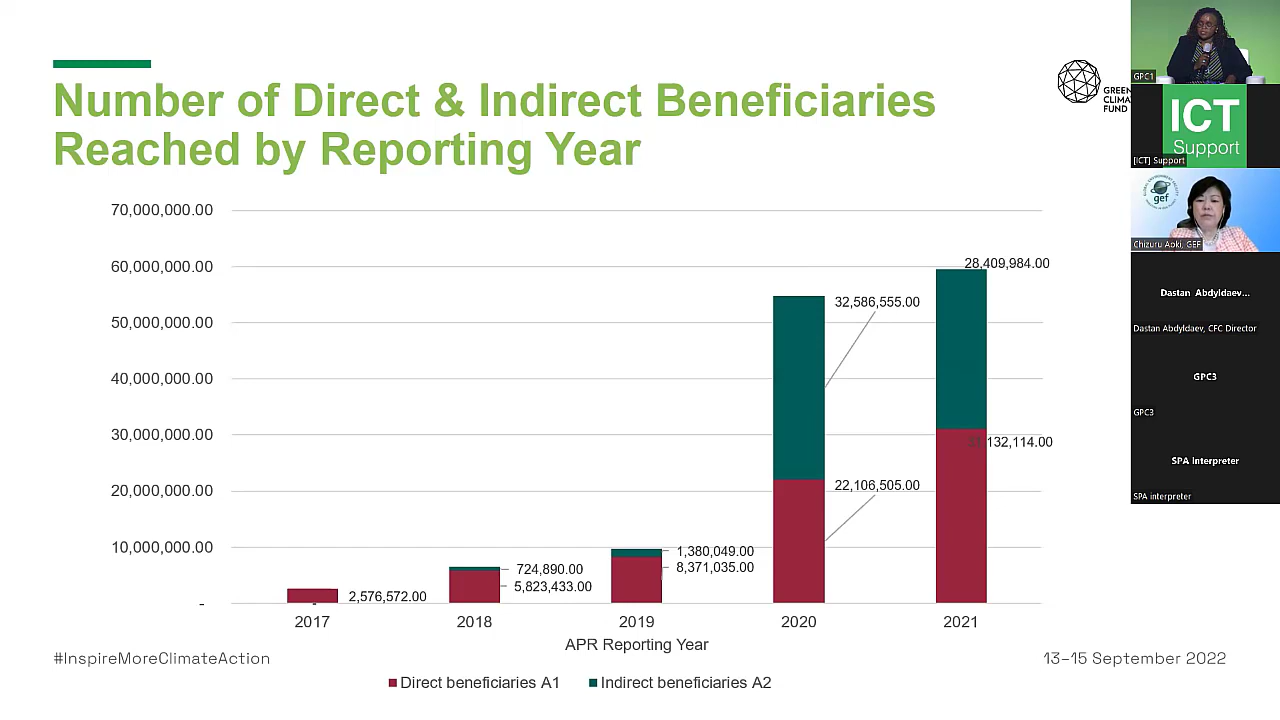 Number of Direct & Indirect Beneficiaries
Reached by Reporting Year
GREEN
CLIMA
FUND
70,000,000.00
60,000,000.00
50,000,000.00
40,000,000.00
30,000,000.00
20,000,000.00
10,000,000.00
-
28,409,984.00
32,586,555.00
132,114.00
22,106,505.00
1,380,049.00
8,371,035.00
724,890.00
5,823,433.00
2,576,572.00
-
2017 2018 2019 2020 2021
APR Reporting Year
#InspireMoreClimateAction
13–15 September 2022
Direct beneficiaries A1 Indirect beneficiaries A2
GPC1
ICT
Support
[ICT] Support
gef
Chizuru Aoki, GEF
Dastan Abdyldaev...
Dastan Abdyldaev, CFC Director
GPC3
GPC3
SPA Interpreter
SPA interpreter